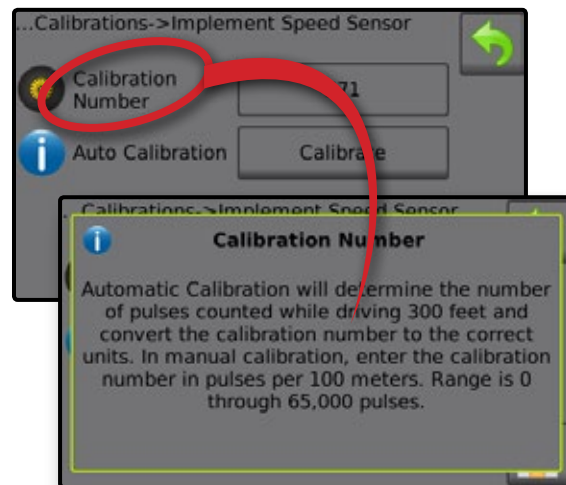 ...Calibrations->Implement Speed Sensor
Calibration
Number
71
Auto Calibration
Calibrate
Calibrations->Implement Speed Sensor
Calibration Number
Automatic Calibration will determine the number
of pulses counted while driving 300 feet and
convert the calibration number to the correct
units. In manual calibration, enter the calibration
number in pulses per 100 meters. Range is 0
through 65,000 pulses.